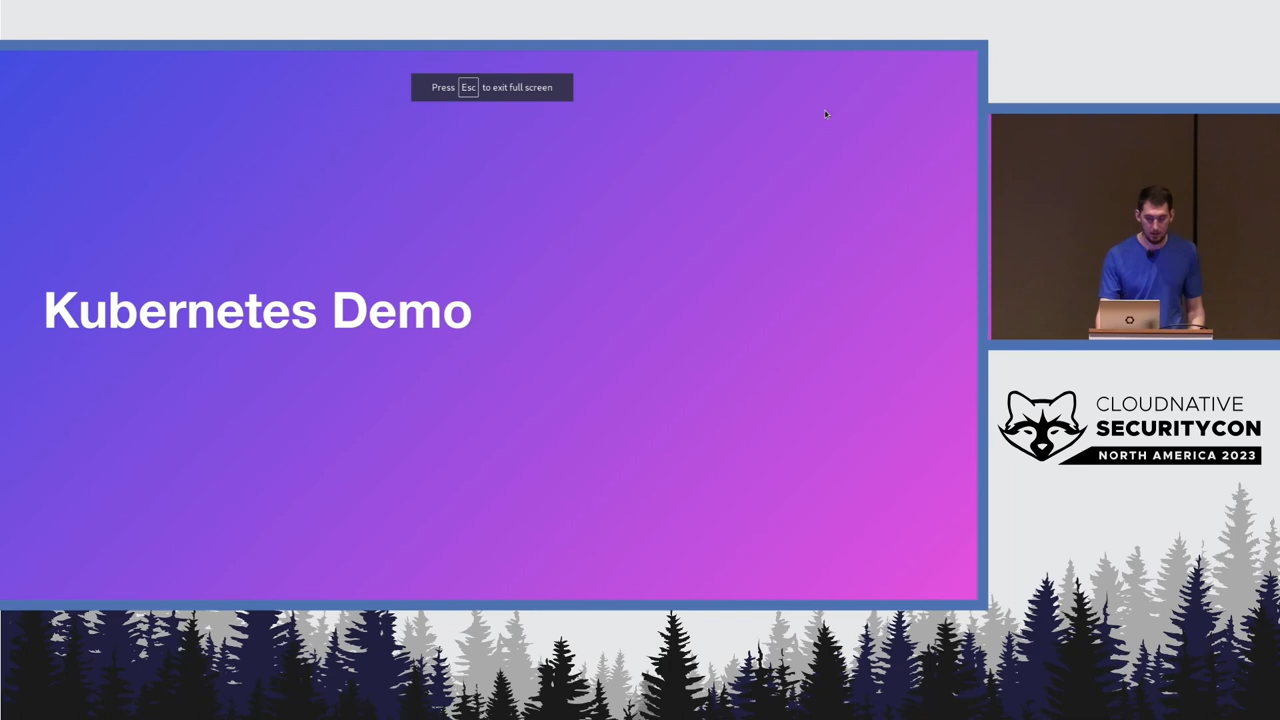 Press Esc to exit full screen
Kubernetes Demo
CLOUDNATIVE
SECURITYCON
NORTH AMERICA 2023